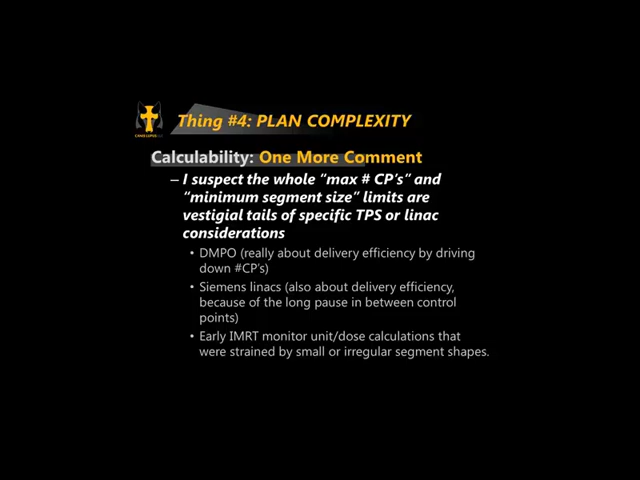 Thing #4: PLAN COMPLEXITY
CANIS LUPUS LLC
Calculability: One More Comment
– I suspect the whole "max # CP's" and
"minimum segment size" limits are
vestigial tails of specific TPS or linac
considerations
• DMPO (really about delivery efficiency by driving
down #CP's)
• Siemens linacs (also about delivery efficiency,
because of the long pause in between control
points)
• Early IMRT monitor unit/dose calculations that
were strained by small or irregular segment shapes.